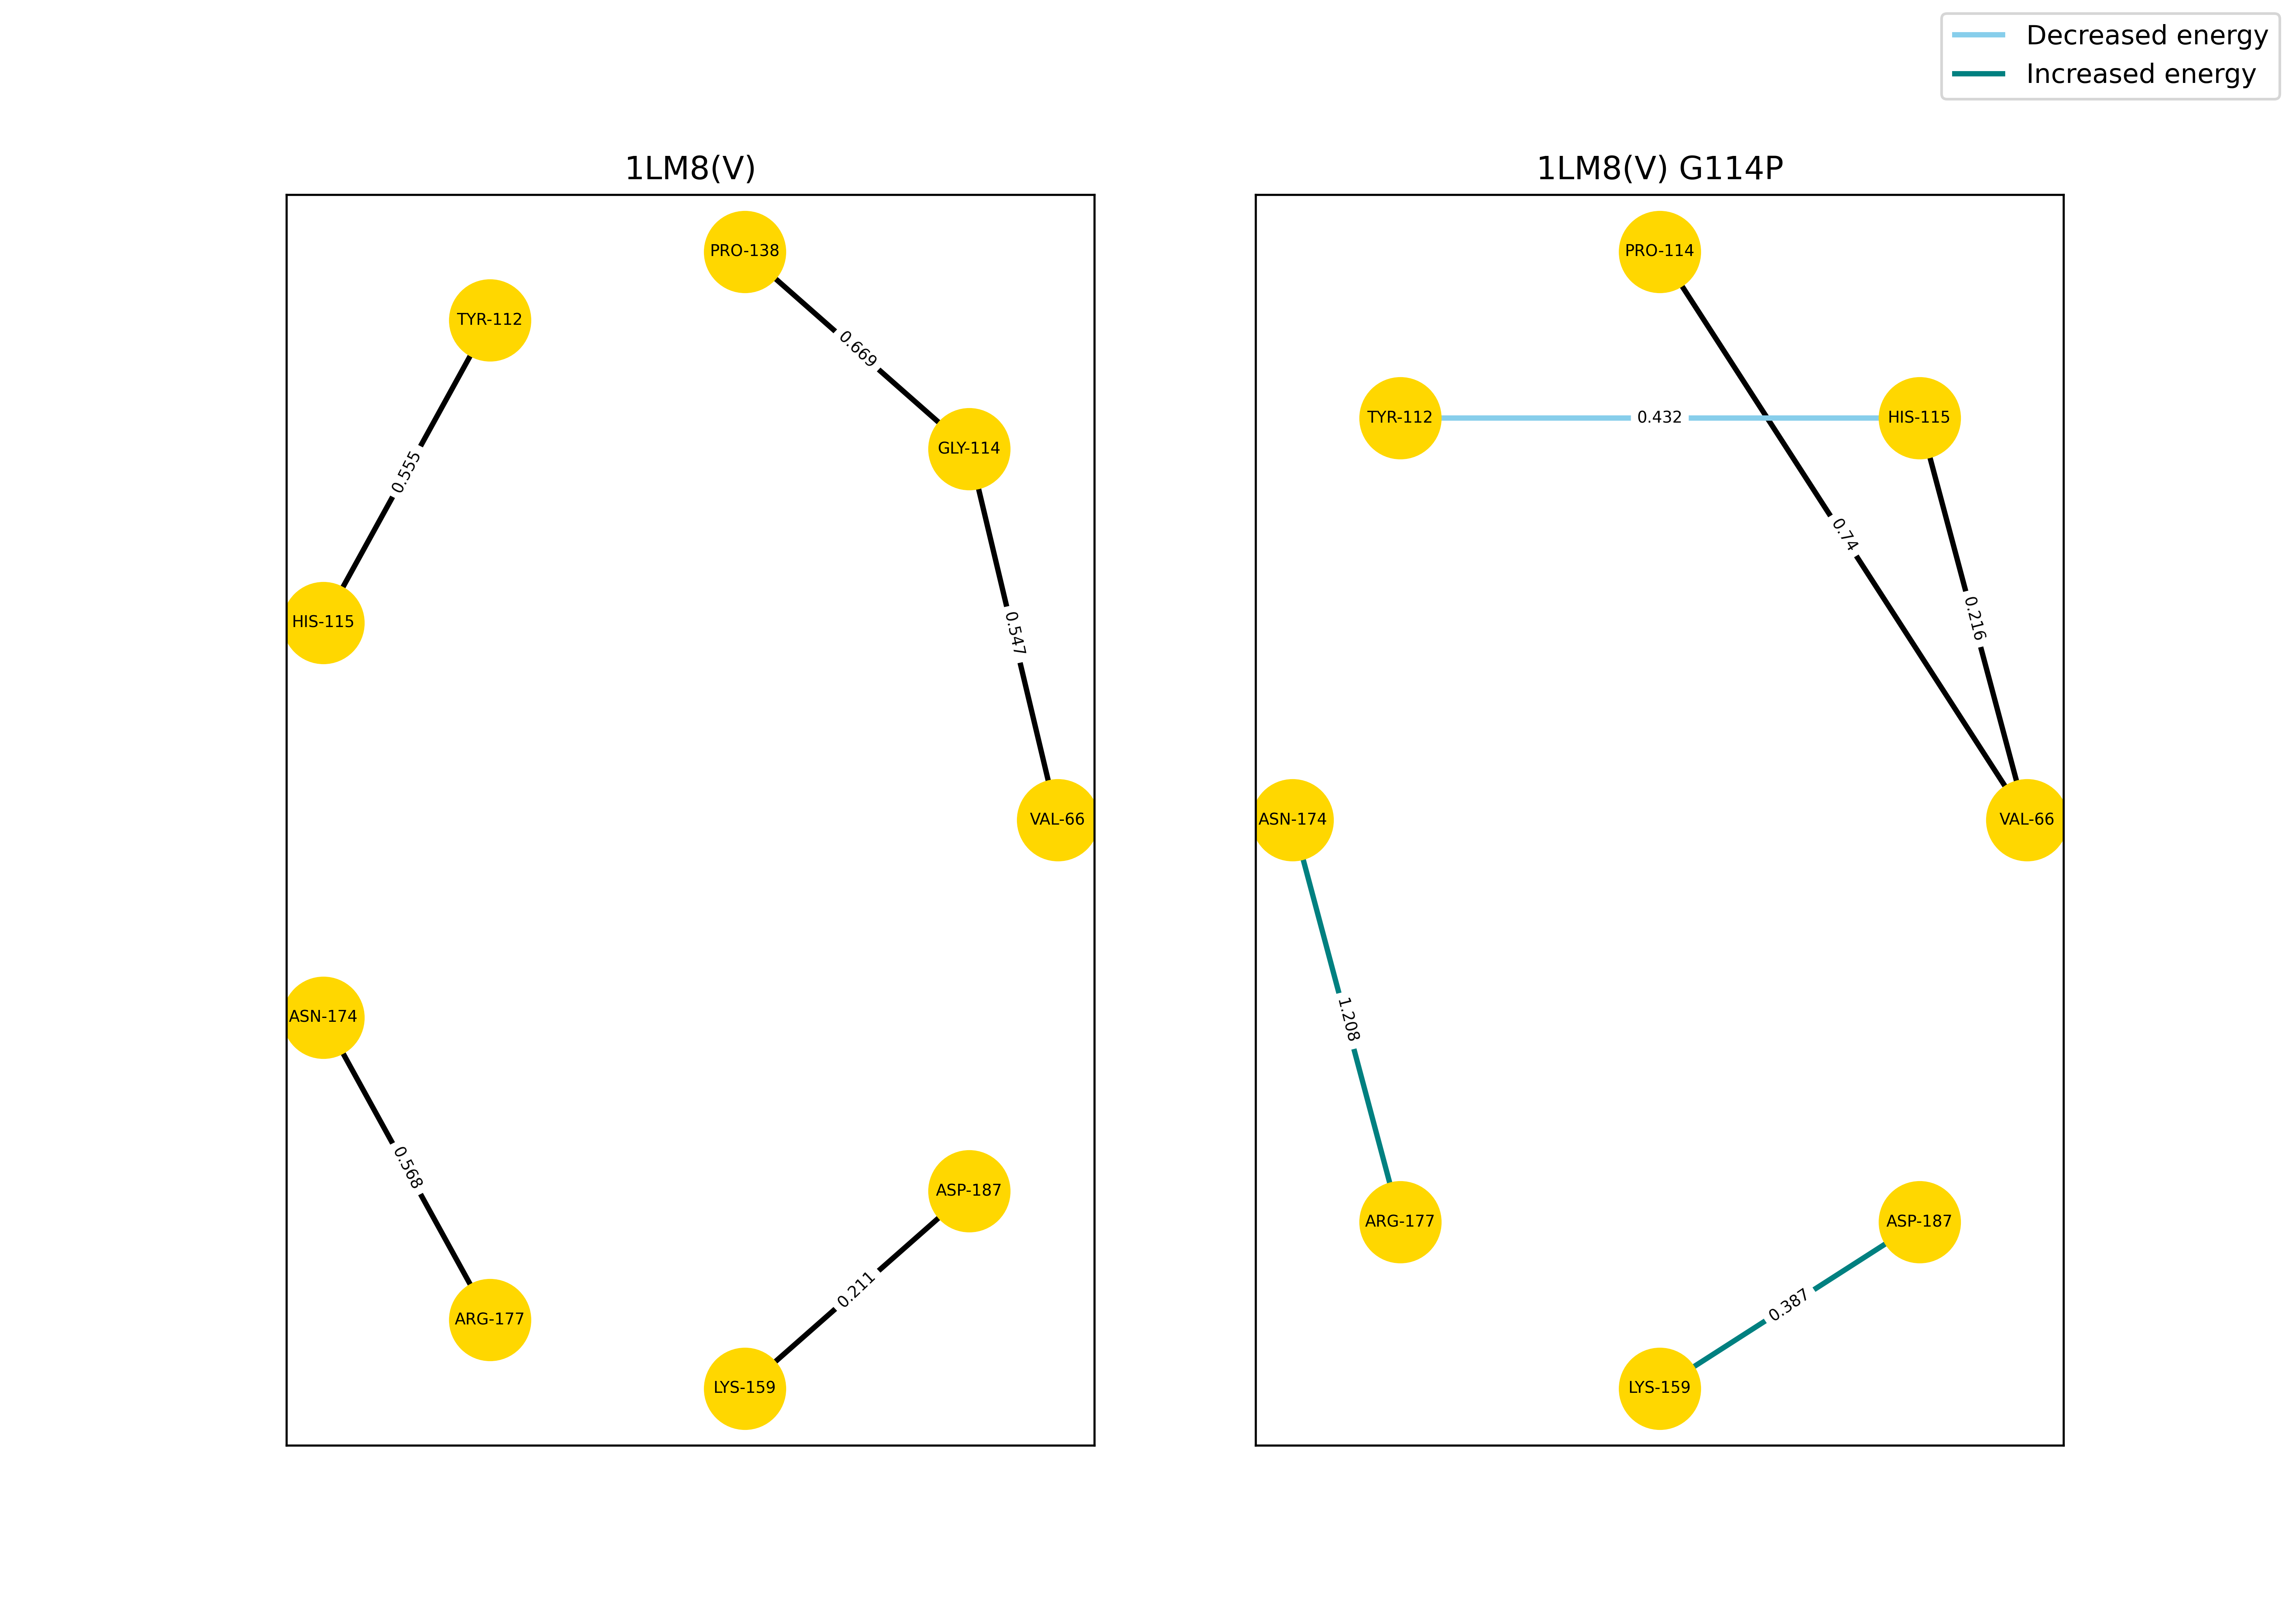 Decreased energy
Increased energy
1LM8(V)
PRO-138
TYR-112
0.669
GLY-114
0.555
HIS-115
0.547
VAL-66
ASN-174
0.568
ASP-187
0.211
ARG-177
LYS-159
1LM8(V) G114P
PRO-114
TYR-112
0.432
HIS-115
0.74
0.216
ASN-174
VAL-66
1.208
ARG-177
ASP-187
0.387
LYS-159